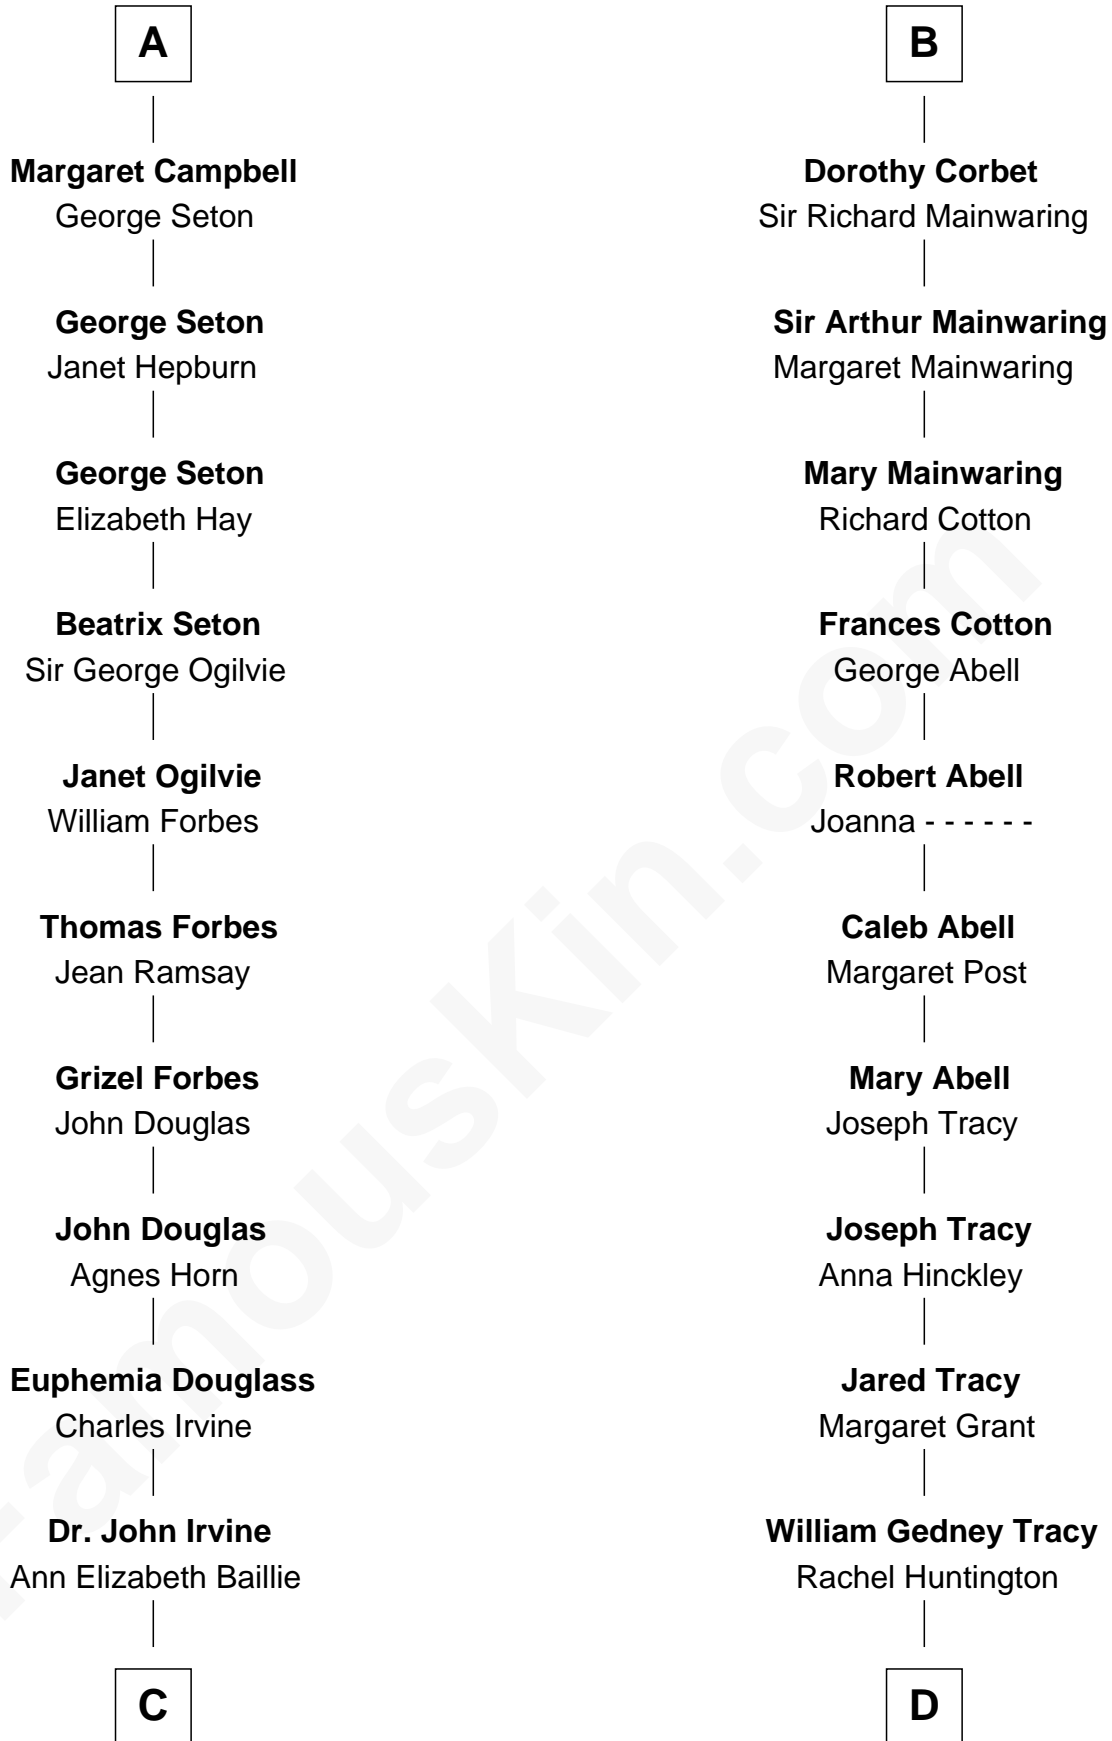 A
Margaret Campbell
George Seton
George Seton
Janet Hepburn
George Seton
Elizabeth Hay
Beatrix Seton
Sir George Ogilvie
Janet Ogilvie
William Forbes
Thomas Forbes
Jean Ramsay
Grizel Forbes
John Douglas
John Douglas
Agnes Horn
Euphemia Douglass
Charles Irvine
Dr. John Irvine
Ann Elizabeth Baillie
C
B
Dorothy Corbet
Sir Richard Mainwaring
Sir Arthur Mainwaring
Margaret Mainwaring
Mary Mainwaring
Richard Cotton
Frances Cotton
George Abell
Robert Abell
Joanna - - - - - -
Caleb Abell
Margaret Post
Mary Abell
Joseph Tracy
Joseph Tracy
Anna Hinckley
Jared Tracy
Margaret Grant
William Gedney Tracy
Rachel Huntington
D
FamousKin.com